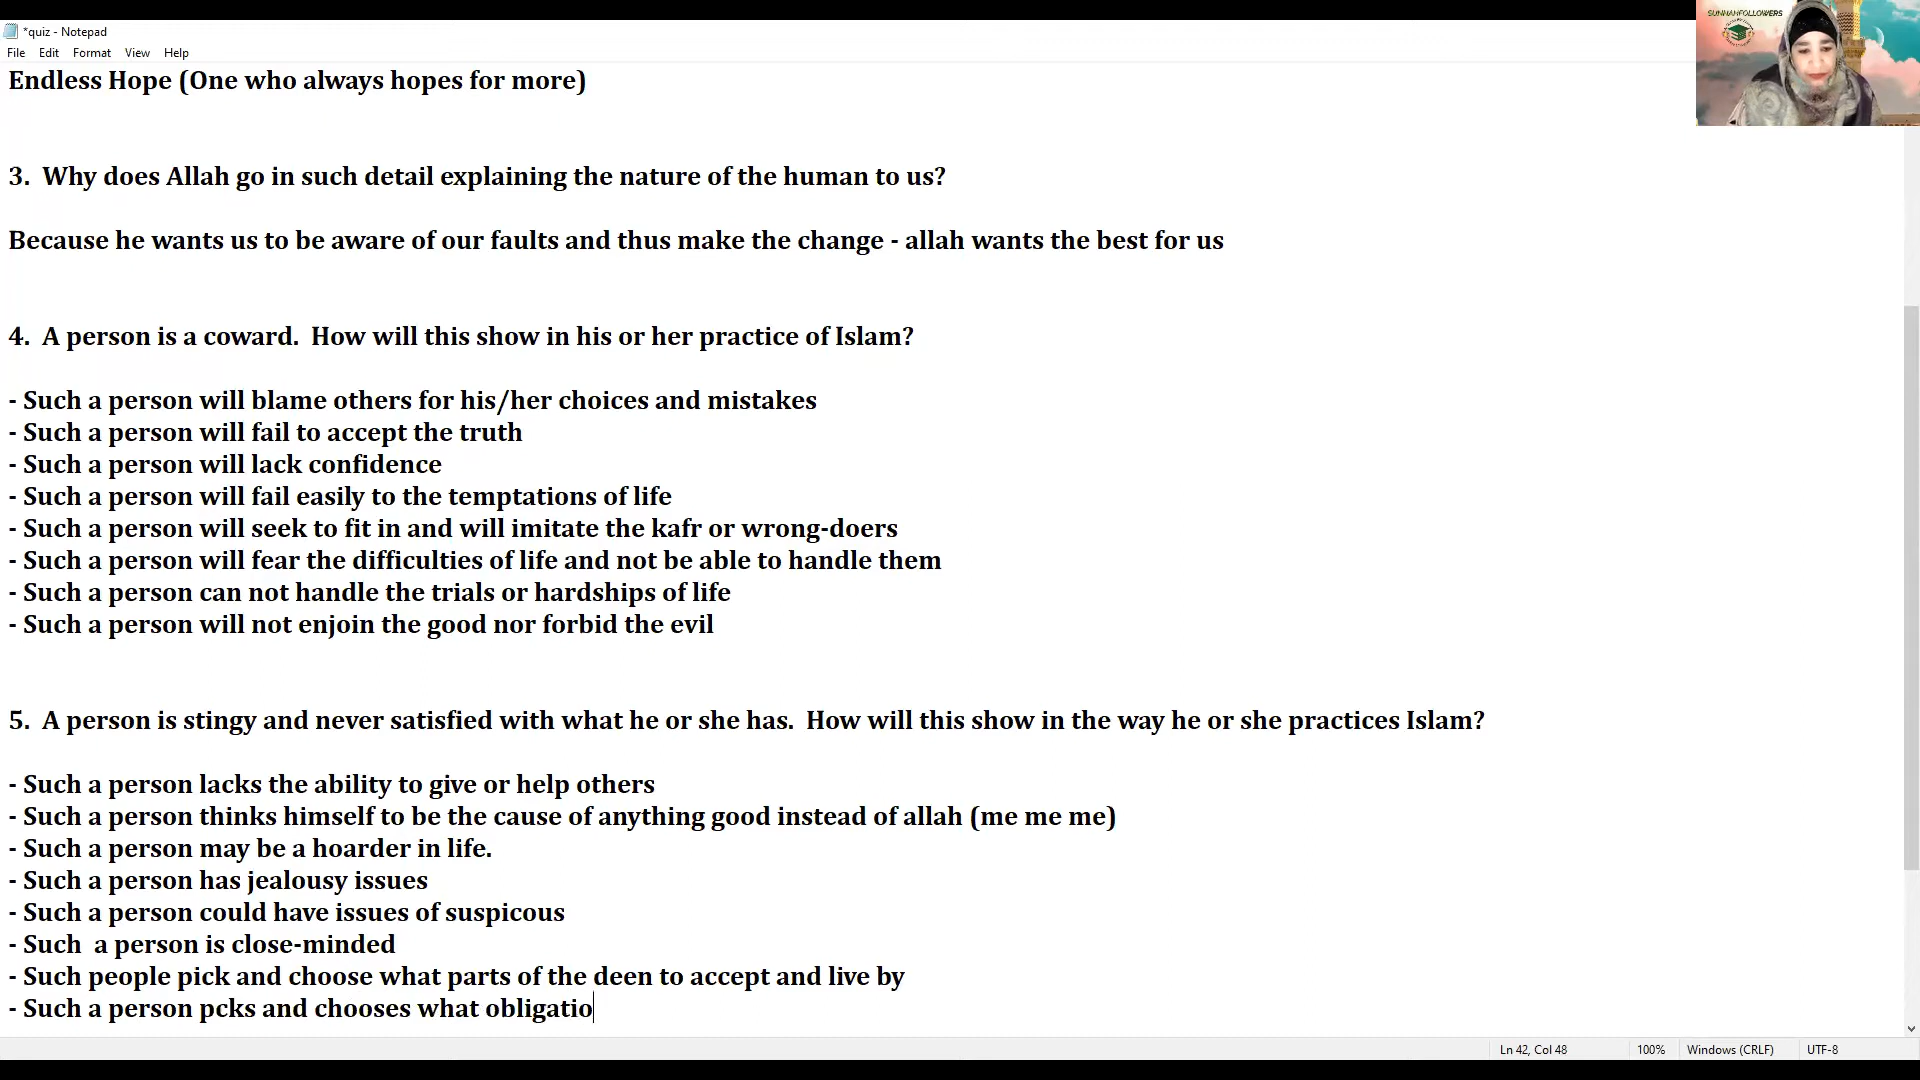 *quiz - Notepad
File Edit Format View Help
SUNNAHFOLLOWERS
Endless Hope (One who always hopes for more)
3.  Why does Allah go in such detail explaining the nature of the human to us?
Because he wants us to be aware of our faults and thus make the change - allah wants the best for us
4.  A person is a coward.  How will this show in his or her practice of Islam?
- Such a person will blame others for his/her choices and mistakes
- Such a person will fail to accept the truth
- Such a person will lack confidence
- Such a person will fail easily to the temptations of life
- Such a person will seek to fit in and will imitate the kafr or wrong-doers
- Such a person will fear the difficulties of life and not be able to handle them
- Such a person can not handle the trials or hardships of life
- Such a person will not enjoin the good nor forbid the evil
5.  A person is stingy and never satisfied with what he or she has.  How will this show in the way he or she practices Islam?
- Such a person lacks the ability to give or help others
- Such a person thinks himself to be the cause of anything good instead of allah (me me me)
- Such a person may be a hoarder in life.
- Such a person has jealousy issues
- Such a person could have issues of suspicous
- Such  a person is close-minded
- Such people pick and choose what parts of the deen to accept and live by
- Such a person pcks and chooses what obligatio
Ln 42, Col 48 100% Windows (CRLF) UTF-8